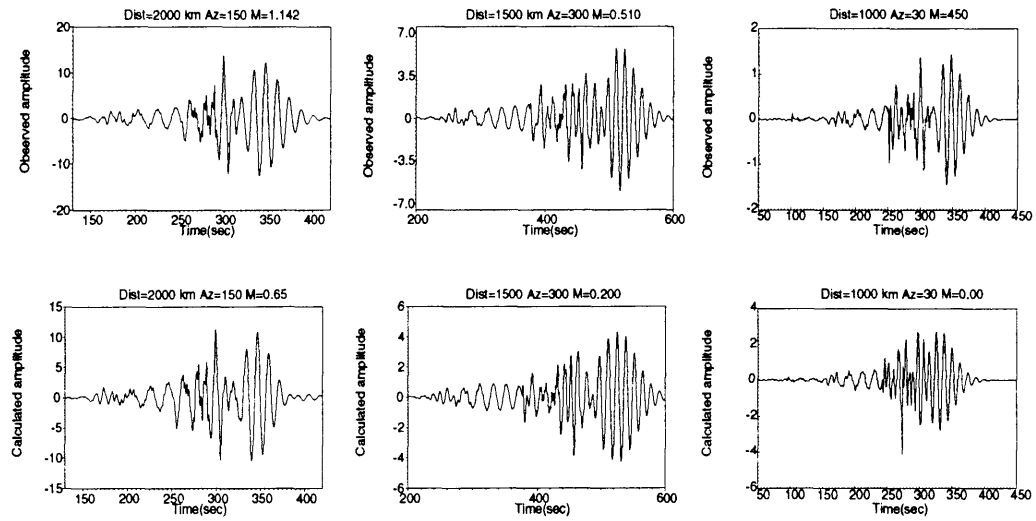 Dist=2000 km Az=150 M=1.142
20
10
0
-10
-20
Observed amplitude
150 200 250 300 350 400
Time(sec)
Dist=1500 km Az=300 M=0.510
7.0
3.5
0
-3.5
-7.0
Observed amplitude
200 400 600
Time(sec)
Dist=1000 Az=30 M=450
2
1
0
-1
-2
Observed amplitude
50 100 150 200 250 300 350 400 450
Time(sec)
Dist=2000 km Az=150 M=0.65
15
10
5
0
-5
-10
-15
Calculated amplitude
150 200 250 300 350 400
Time(sec)
Dist=1500 Az=300 M=0.200
6
4
2
0
-2
-4
-6
Calculated amplitude
200 400 600
Time(sec)
Dist=1000 km Az=30 M=0.00
4
2
0
-2
-4
-6
Calculated amplitude
50 100 150 200 250 300 350 400 450
Time(sec)